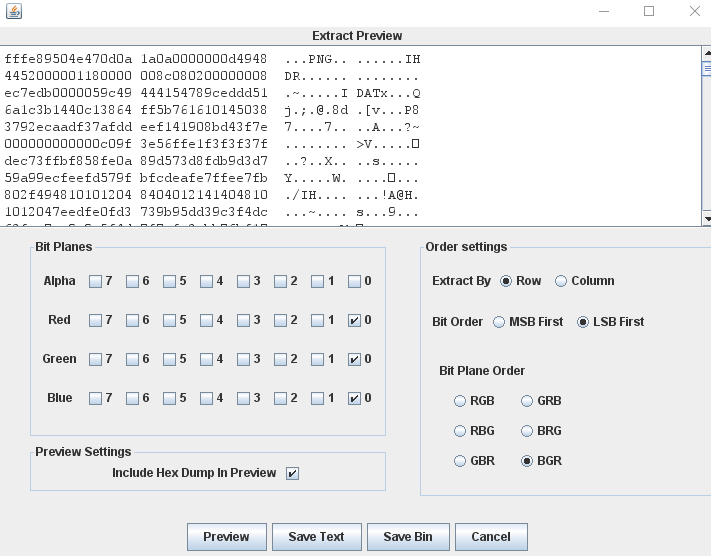 Extract Preview
fffe89504e470d0a 1a0a0000000d4948 ...PNG.. ......IH
4452000001180000 008c080200000008 DR...... ........
ec7edb0000059c49 444154789ceddd51 .~.....I DATx...Q
6a1c3b1440c13864 ff5b761610145038 j.;.@.8d .[v...P8
3792ecaadf37afdd eef141908bd43f7e 7....7.. ..A...?~
000000000000c09f 3e56ffe1f3f3f37f ........ >V.....□
dec73ffbf858fe0a 89d573d8fdb9d3d7 ..?..X.. ..s.....
59a99ecfeefd579f bfcdeafe7ffee7fb Y.....W. ....□...
802f494810101204 8404012141404810 ./IH.... ...!A@H.
1012047eedfe0fd3 739b95dd39c3f4dc ...~.... s...9...
Bit Planes
Alpha 7 6 5 4 3 2 1 0
Red 7 6 5 4 3 2 1 0
Green 7 6 5 4 3 2 1 0
Blue 7 6 5 4 3 2 1 0
Preview Settings
Include Hex Dump In Preview
Order settings
Extract By Row Column
Bit Order MSB First LSB First
Bit Plane Order
RGB GRB
RBG BRG
GBR BGR
Preview Save Text Save Bin Cancel